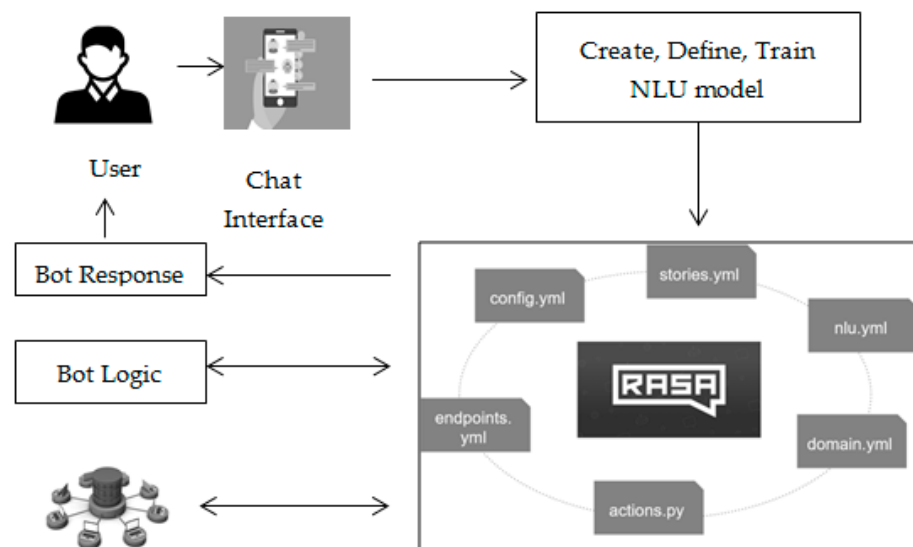 Create, Define, Train
NLU model
User
Chat
Interface
Bot Response
Bot Logic
stories.yml
config.yml
nlu.yml
RASA
endpoints.
yml
domain.yml
actions.py